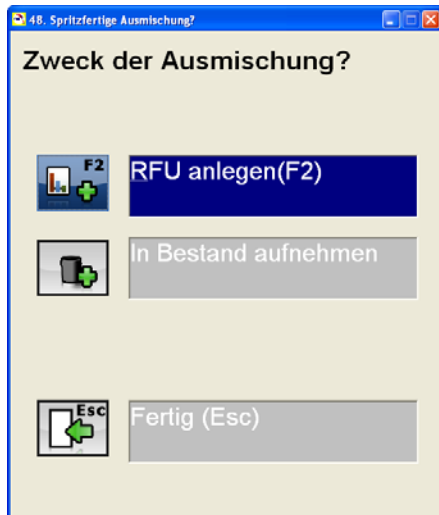 48. Spritzfertige Ausmischung?
Zweck der Ausmischung?
F2
RFU anlegen(F2)
In Bestand aufnehmen
Esc
Fertig (Esc)